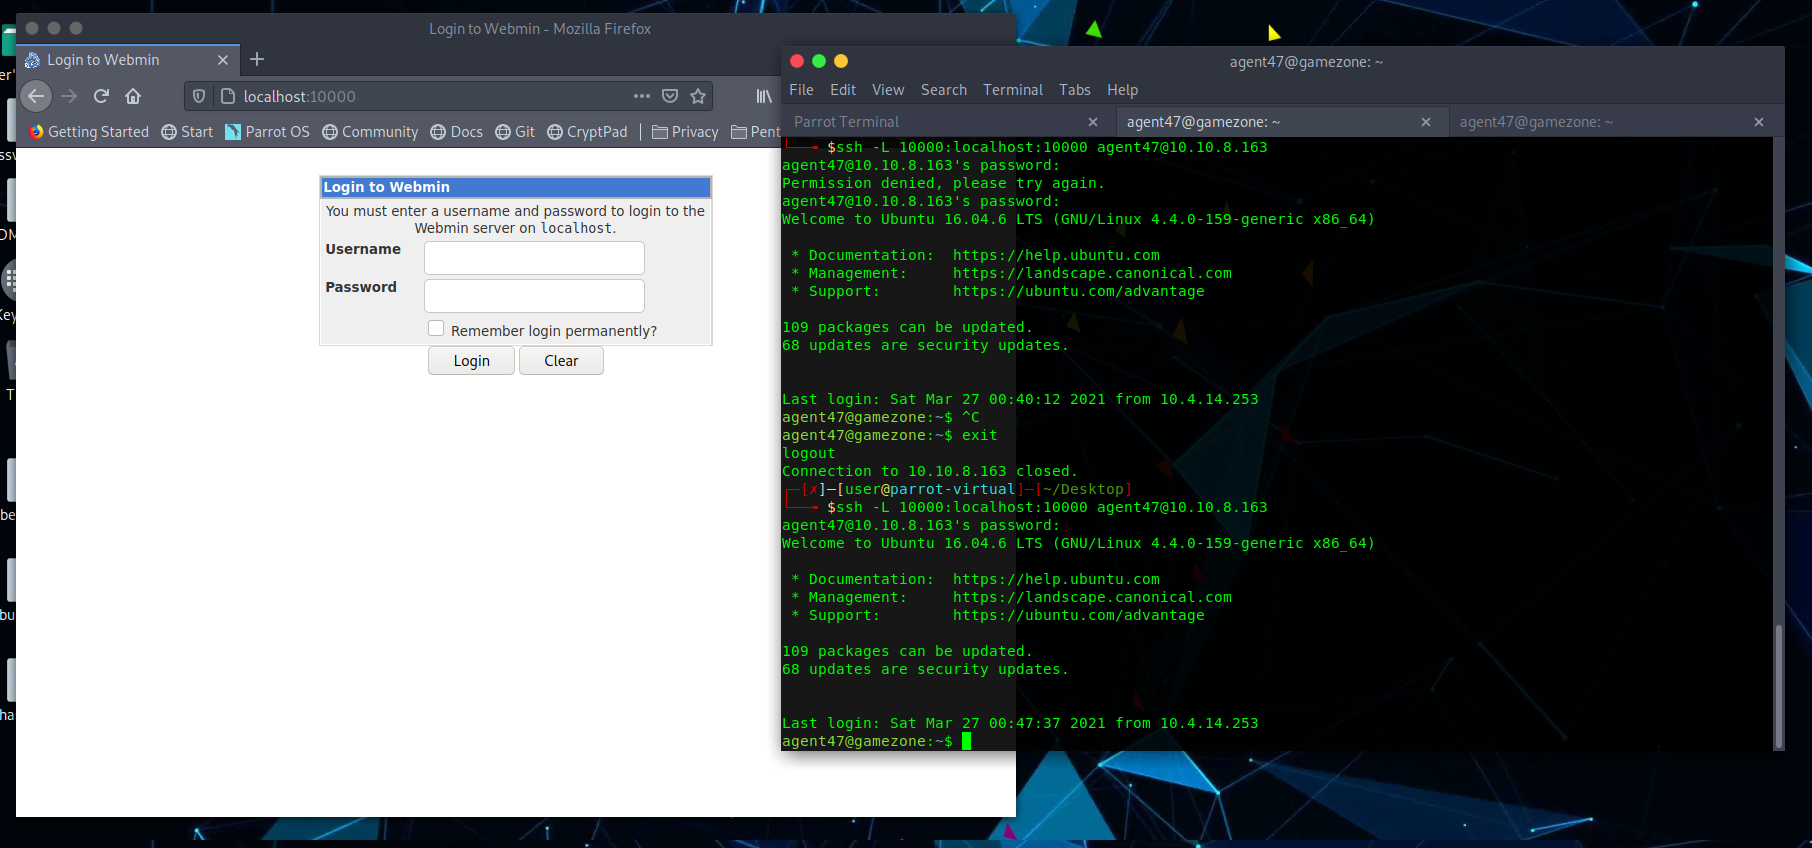 Login to Webmin - Mozilla Firefox
Login to Webmin
localhost:10000
Getting Started Start Parrot OS Community Docs Git CryptPad Privacy Pent
Login to Webmin
You must enter a username and password to login to the
Webmin server on localhost.
Username
Password
Remember login permanently?
Login Clear
agent47@gamezone: ~
File Edit View Search Terminal Tabs Help
Parrot Terminal agent47@gamezone: ~ agent47@gamezone: ~
$ssh -L 10000:localhost:10000 agent47@10.10.8.163
agent47@10.10.8.163's password:
Permission denied, please try again.
agent47@10.10.8.163's password:
Welcome to Ubuntu 16.04.6 LTS (GNU/Linux 4.4.0-159-generic x86_64)
* Documentation: https://help.ubuntu.com
* Management: https://landscape.canonical.com
* Support: https://ubuntu.com/advantage
109 packages can be updated.
68 updates are security updates.
Last login: Sat Mar 27 00:40:12 2021 from 10.4.14.253
agent47@gamezone:~$ ^C
agent47@gamezone:~$ exit
logout
Connection to 10.10.8.163 closed.
┌─[✗]─[user@parrot-virtual]─[~/Desktop]
└──╼ $ssh -L 10000:localhost:10000 agent47@10.10.8.163
agent47@10.10.8.163's password:
Welcome to Ubuntu 16.04.6 LTS (GNU/Linux 4.4.0-159-generic x86_64)
* Documentation: https://help.ubuntu.com
* Management: https://landscape.canonical.com
* Support: https://ubuntu.com/advantage
109 packages can be updated.
68 updates are security updates.
Last login: Sat Mar 27 00:47:37 2021 from 10.4.14.253
agent47@gamezone:~$